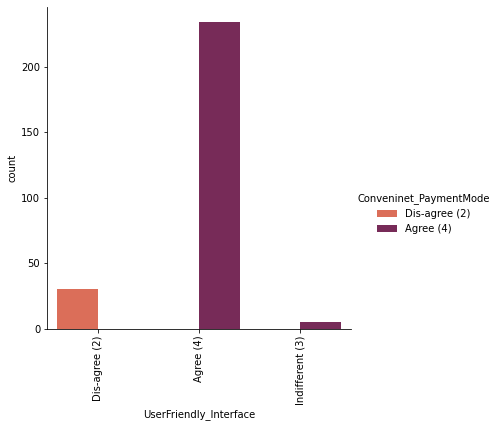 200
150
100
50
0
count
Dis-agree (2)
Agree (4)
Indifferent (3)
UserFriendly_Interface
Conveninet_PaymentMode
Dis-agree (2)
Agree (4)